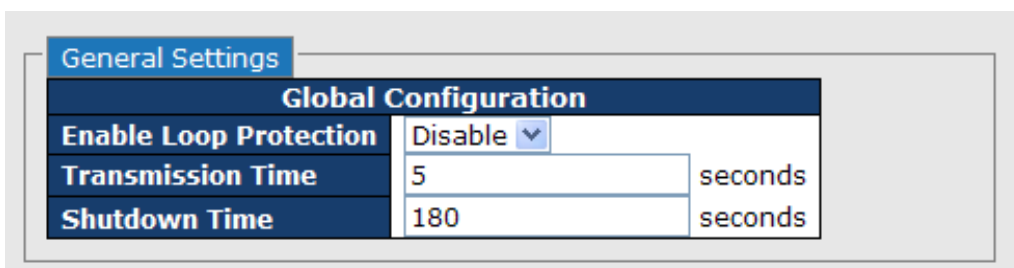 General Settings
Global Configuration
Enable Loop Protection Disable
Transmission Time 5 seconds
Shutdown Time 180 seconds